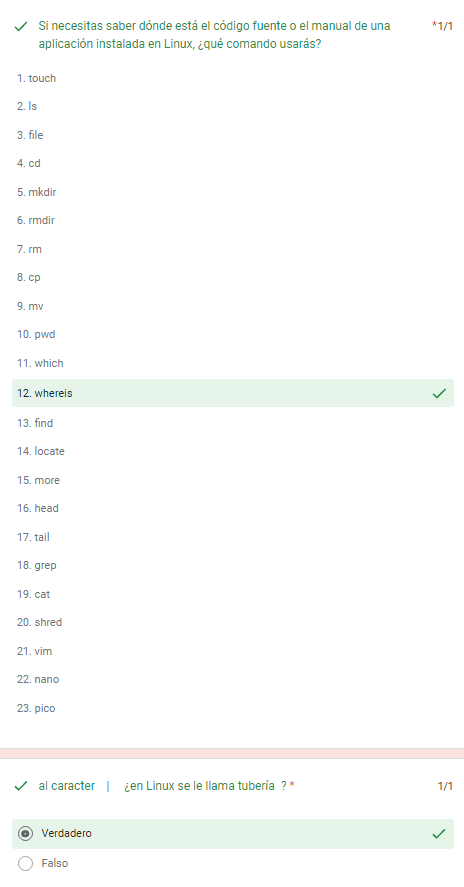 Si necesitas saber dónde está el código fuente o el manual de una *1/1
aplicación instalada en Linux, ¿qué comando usarás?
1. touch
2. ls
3. file
4. cd
5. mkdir
6. rmdir
7. rm
8. cp
9. mv
10. pwd
11. which
12. whereis
13. find
14. locate
15. more
16. head
17. tail
18. grep
19. cat
20. shred
21. vim
22. nano
23. pico
al caracter | ¿en Linux se le llama tubería ? * 1/1
Verdadero
Falso